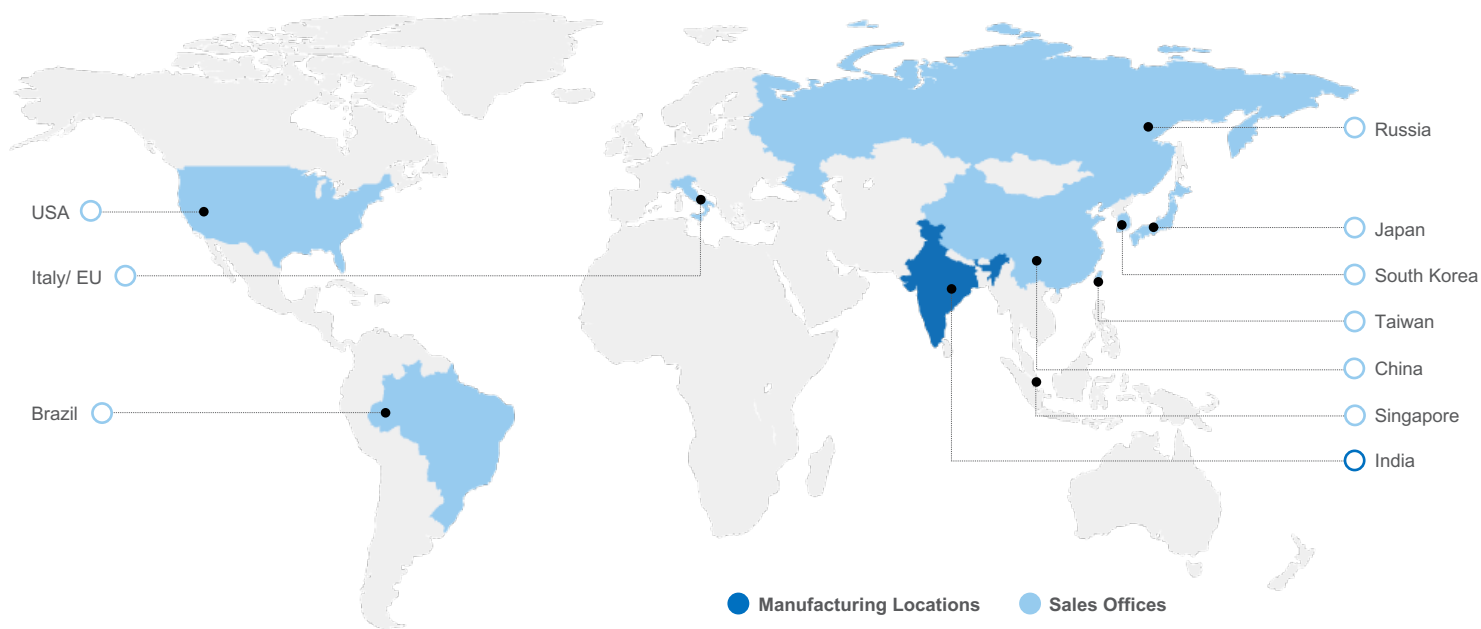 USA
Italy/ EU
Brazil
Russia
Japan
South Korea
Taiwan
China
Singapore
India
Manufacturing Locations
Sales Offices